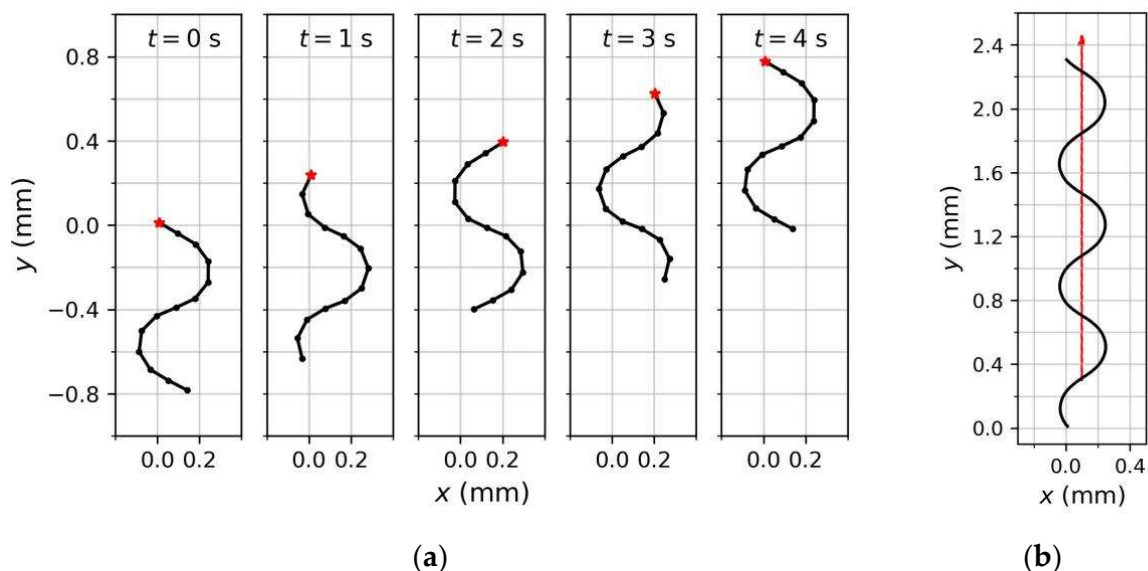 t = 0 s
t = 1 s
t = 2 s
t = 3 s
t = 4 s
0.8
0.4
0.0
−0.4
−0.8
y (mm)
0.0 0.2
0.0 0.2
0.0 0.2
0.0 0.2
0.0 0.2
x (mm)
(a)
2.4
2.0
1.6
1.2
0.8
0.4
0.0
y (mm)
0.0 0.4
x (mm)
(b)